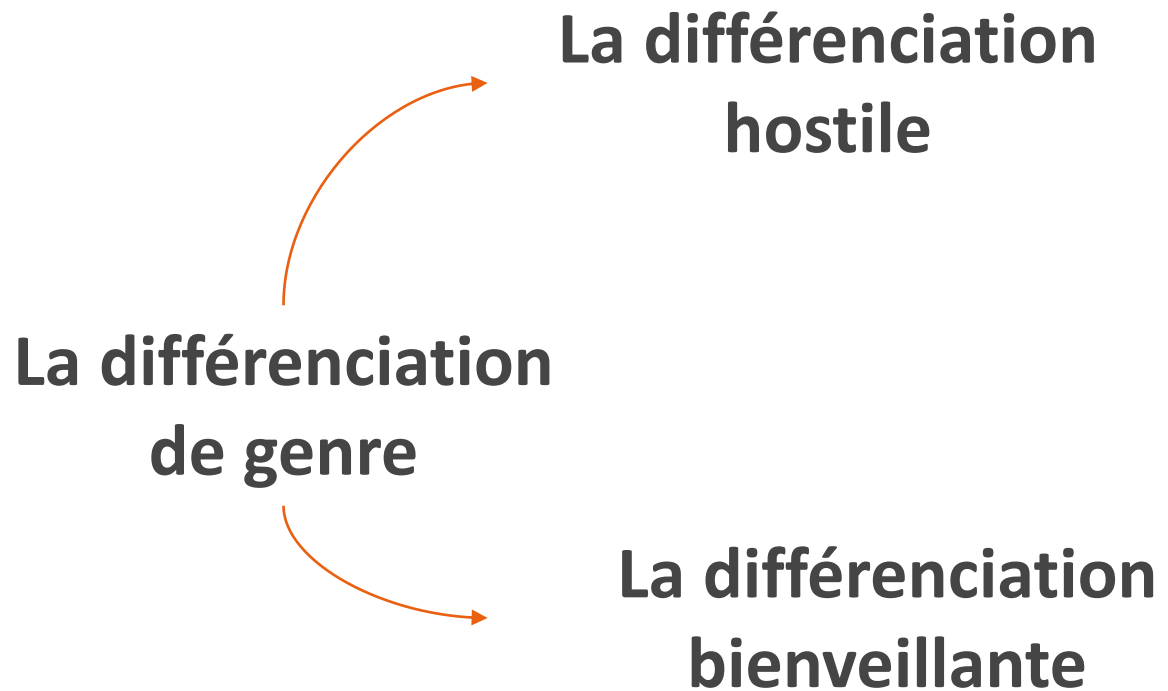 La différenciation
hostile
La différenciation
de genre
La différenciation
bienveillante